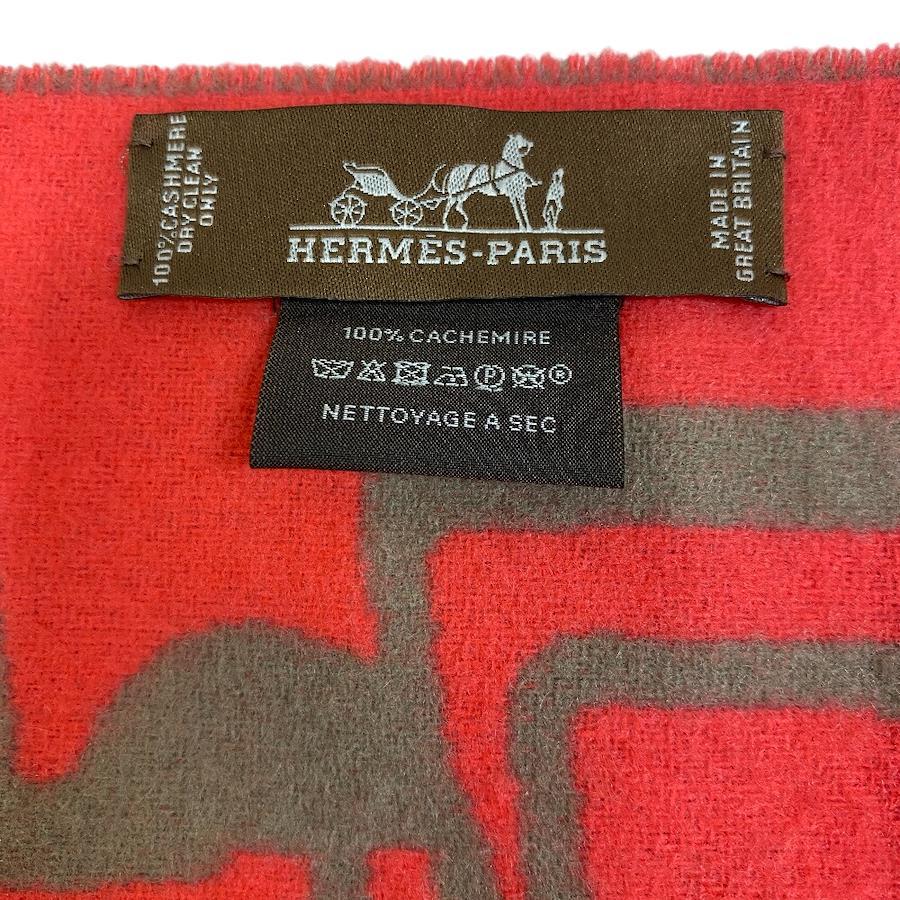 100% CASHMERE
DRY CLEAN
ONLY
HERMÈS-PARIS
MADE IN
GREAT BRITAIN
100% CACHEMIRE
P ®
NETTOYAGE A SEC